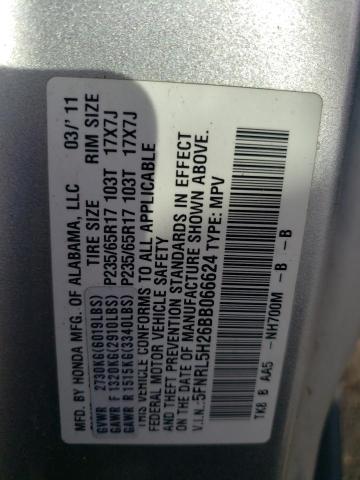 MFD. BY HONDA MFG. OF ALABAMA, LLC 03/'11
GVWR 2730KG(6019LBS) TIRE SIZE RIM SIZE
GAWR F 1320KG(2910LBS) P235/65R17 103T 17X7J
GAWR R 1515KG(3340LBS) P235/65R17 103T 17X7J
THIS VEHICLE CONFORMS TO ALL APPLICABLE
FEDERAL MOTOR VEHICLE SAFETY
AND THEFT PREVENTION STANDARDS IN EFFECT
ON THE DATE OF MANUFACTURE SHOWN ABOVE.
V.I.N.:5FNRL5H26BB066624 TYPE: MPV
TK8 B AA5 -NH700M -B -B